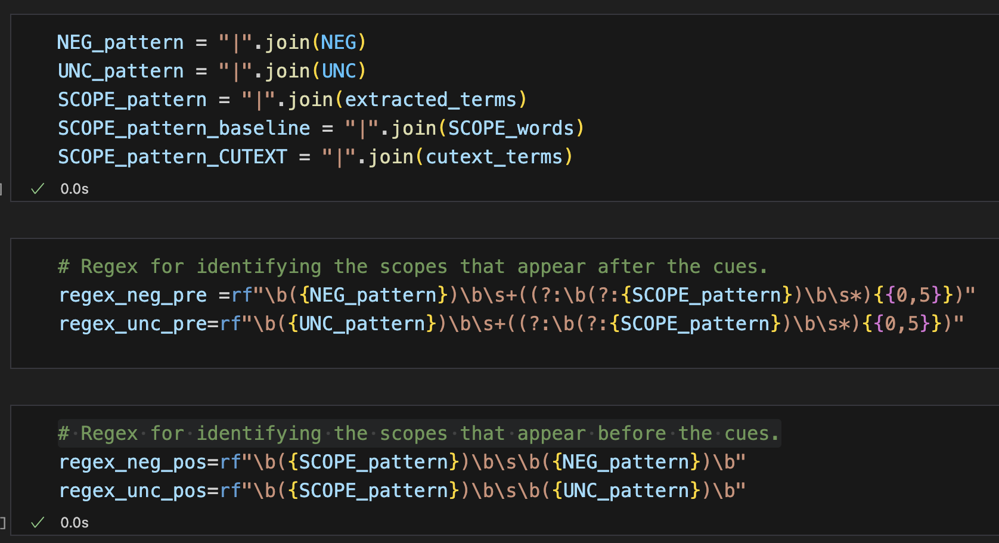 NEG_pattern = "|".join(NEG)
UNC_pattern = "|".join(UNC)
SCOPE_pattern = "|".join(extracted_terms)
SCOPE_pattern_baseline = "|".join(SCOPE_words)
SCOPE_pattern_CUTEXT = "|".join(cutext_terms)
] ✓ 0.0s
# Regex for identifying the scopes that appear after the cues.
regex_neg_pre =rf"\b({NEG_pattern})\b\s+((?:\b(?:{SCOPE_pattern})\b\s*){{0,5}})"
regex_unc_pre=rf"\b({UNC_pattern})\b\s+((?:\b(?:{SCOPE_pattern})\b\s*){{0,5}})"
# Regex for identifying the scopes that appear before the cues.
regex_neg_pos=rf"\b({SCOPE_pattern})\b\s\b({NEG_pattern})\b"
regex_unc_pos=rf"\b({SCOPE_pattern})\b\s\b({UNC_pattern})\b"
] ✓ 0.0s